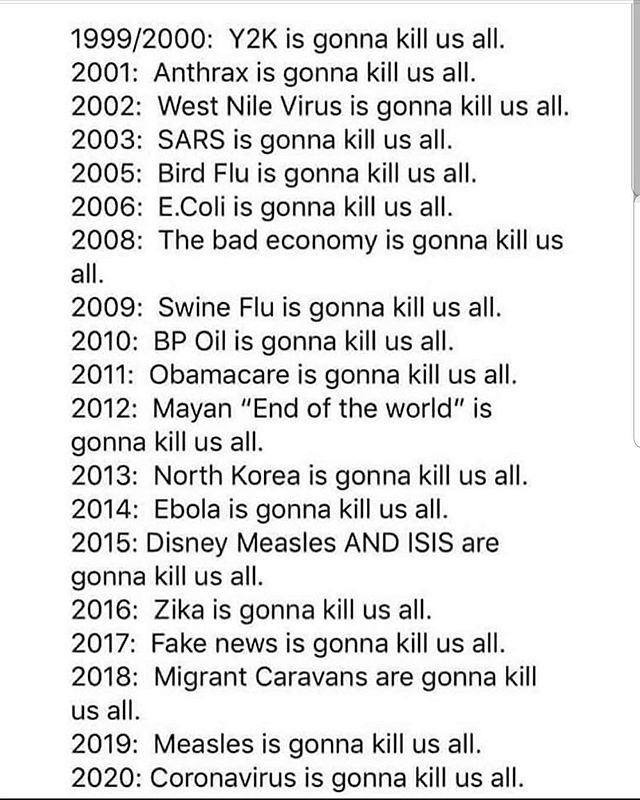 1999/2000:  Y2K is gonna kill us all.
2001:  Anthrax is gonna kill us all.
2002:  West Nile Virus is gonna kill us all.
2003:  SARS is gonna kill us all.
2005:  Bird Flu is gonna kill us all.
2006:  E.Coli is gonna kill us all.
2008:  The bad economy is gonna kill us
all.
2009:  Swine Flu is gonna kill us all.
2010:  BP Oil is gonna kill us all.
2011:  Obamacare is gonna kill us all.
2012:  Mayan "End of the world" is
gonna kill us all.
2013:  North Korea is gonna kill us all.
2014:  Ebola is gonna kill us all.
2015: Disney Measles AND ISIS are
gonna kill us all.
2016:  Zika is gonna kill us all.
2017:  Fake news is gonna kill us all.
2018:  Migrant Caravans are gonna kill
us all.
2019:  Measles is gonna kill us all.
2020: Coronavirus is gonna kill us all.